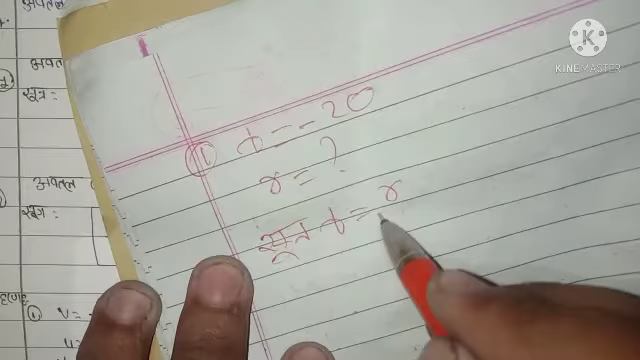 ① f = - 20
r = ?
सूत्र f = r
अवतल
सूत्र:
अवतल
सूत्र:
① v =
u =
KINEMASTER